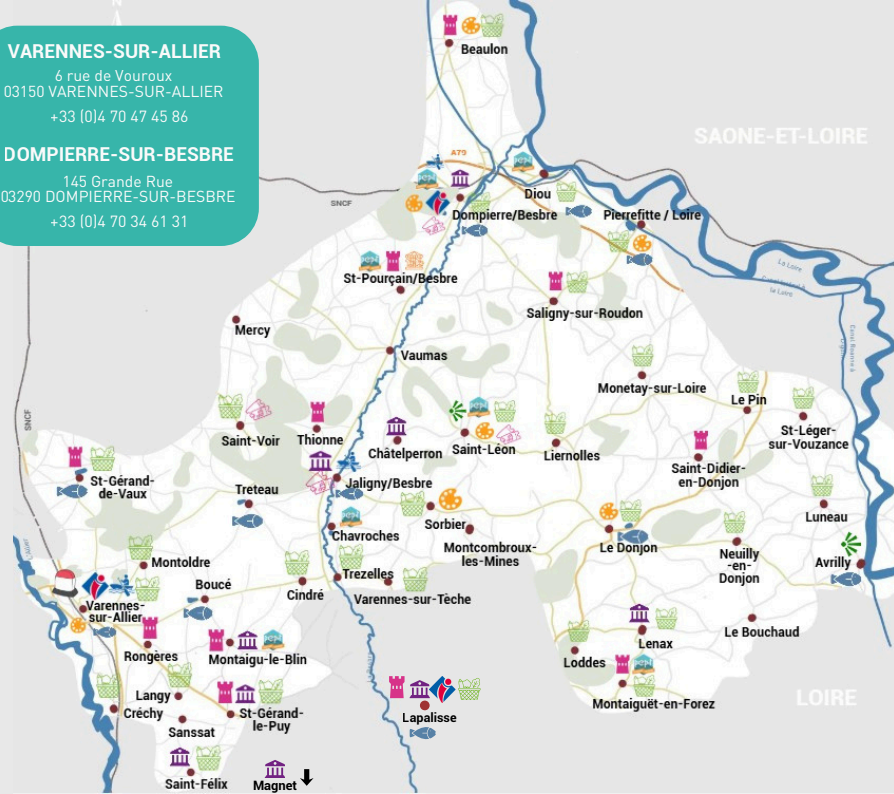 N
VARENNES-SUR-ALLIER
6 rue de Vouroux
03150 VARENNES-SUR-ALLIER
+33 (0)4 70 47 45 86
DOMPIERRE-SUR-BESBRE
145 Grande Rue
03290 DOMPIERRE-SUR-BESBRE
+33 (0)4 70 34 61 31
Beaulon
SAONE-ET-LOIRE
A79
SNCF
Diou
Dompierre/Besbre
Pierrefitte / Loire
La Loire
la Loire
St-Pourçain/Besbre
Saligny-sur-Roudon
Mercy
Vaumas
Monetay-sur-Loire
Le Pin
SNCF
Saint-Voir
Thionne
Châtelperron
Saint-Léon
Liernolles
St-Léger-
sur-Vouzance
Saint-Didier-
en-Donjon
St-Gérand-
de-Vaux
Treteau
Jaligny/Besbre
Chavroches
Sorbier
Montcombroux-
les-Mines
Le Donjon
Luneau
Neuilly
-en-
Donjon
Avrilly
Montoldre
Boucé
Cindré
Trezelles
Varennes-sur-Tèche
Varennes-
sur-Allier
Rongères
Montaigu-le-Blin
Lenax
Le Bouchaud
Loddes
Montaiguët-en-Forez
LOIRE
Langy
Créchy
Sanssat
St-Gérand-
le-Puy
Lapalisse
Saint-Félix
Magnet